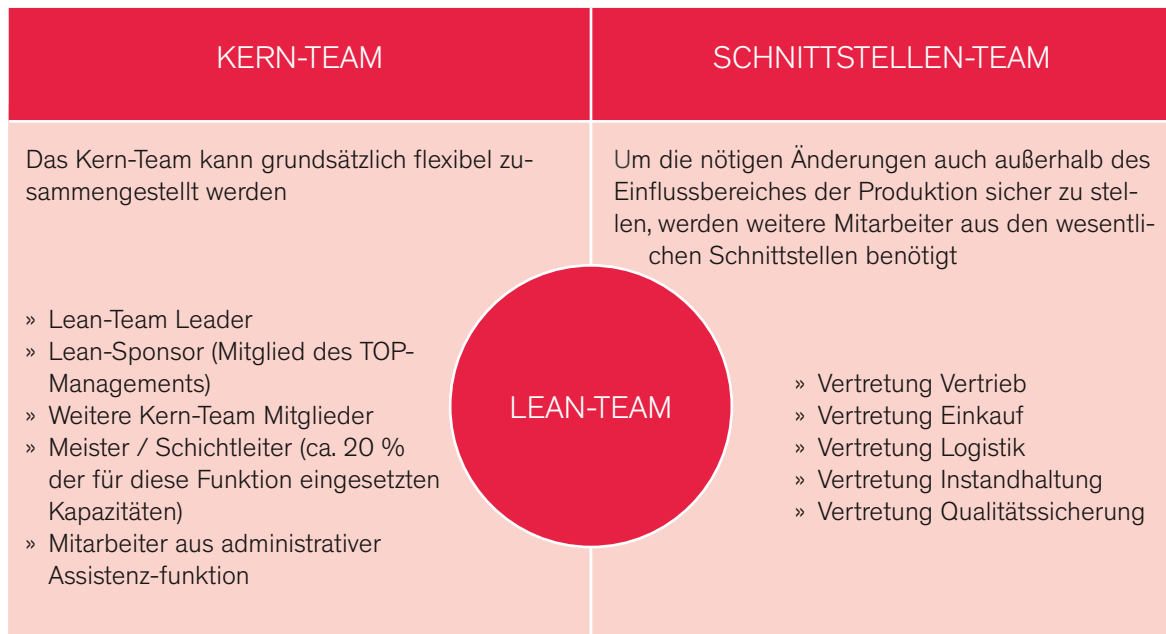 KERN-TEAM
Das Kern-Team kann grundsätzlich flexibel zu-
sammengestellt werden
» Lean-Team Leader
» Lean-Sponsor (Mitglied des TOP-
Managements)
» Weitere Kern-Team Mitglieder
» Meister / Schichtleiter (ca. 20 %
der für diese Funktion eingesetzten
Kapazitäten)
» Mitarbeiter aus administrativer
Assistenz-funktion
LEAN-TEAM
SCHNITTSTELLEN-TEAM
Um die nötigen Änderungen auch außerhalb des
Einflussbereiches der Produktion sicher zu stel-
len, werden weitere Mitarbeiter aus den wesentli-
chen Schnittstellen benötigt
» Vertretung Vertrieb
» Vertretung Einkauf
» Vertretung Logistik
» Vertretung Instandhaltung
» Vertretung Qualitätssicherung